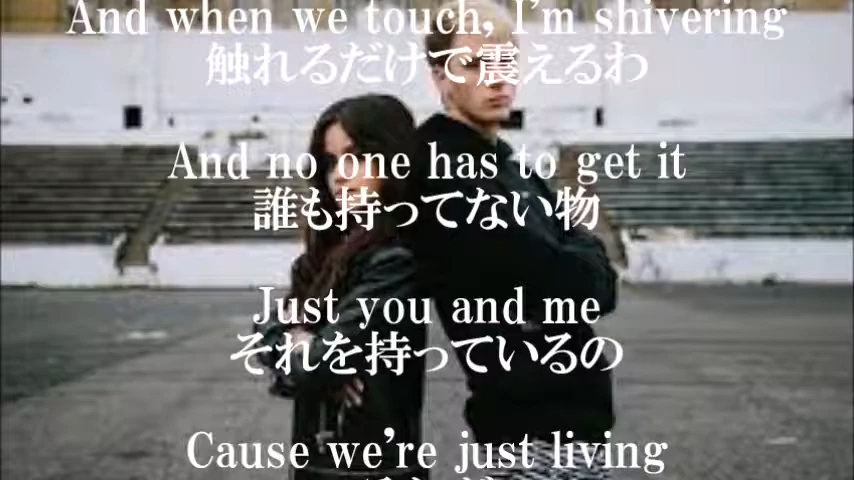 And when we touch, I'm shivering
触れるだけで震えるわ
And no one has to get it
誰も持ってない物
Just you and me
それを持っているの
Cause we're just living